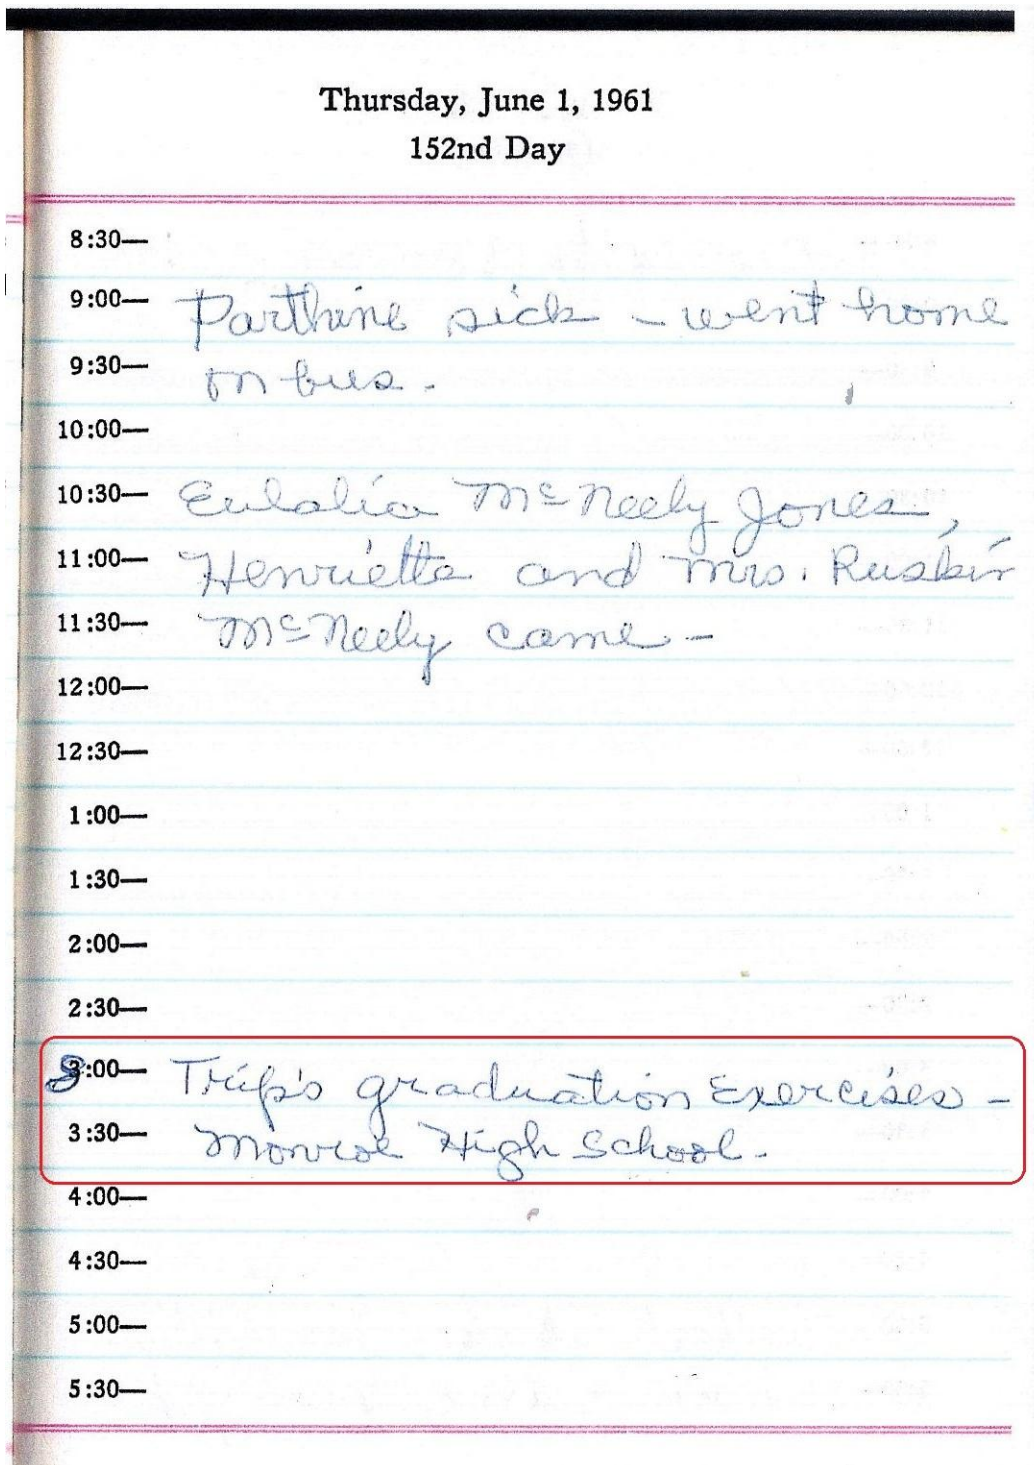 Thursday, June 1, 1961
152nd Day
8:30—
9:00— Parthine sick - went home
9:30— on bus.
10:00—
10:30— Eulalia McNeely Jones,
11:00— Henrietta and Mrs. Ruskin
11:30— McNeely came -
12:00—
12:30—
1:00—
1:30—
2:00—
2:30—
8:00— Trip's graduation Exercises -
3:30— Monroe High School.
4:00—
4:30—
5:00—
5:30—